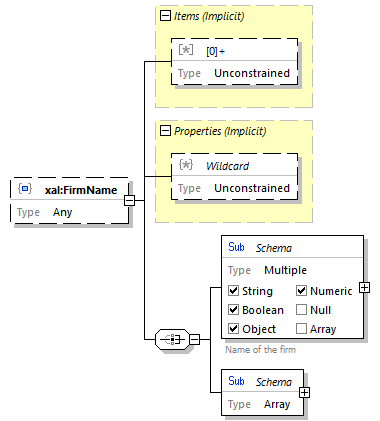 Items (Implicit)
[*] [0]+
Type Unconstrained
Properties (Implicit)
{*} Wildcard
Type Unconstrained
xal:FirmName
Type Any
Sub Schema
Type Multiple
String Numeric
Boolean Null
Object Array
Name of the firm
Sub Schema
Type Array